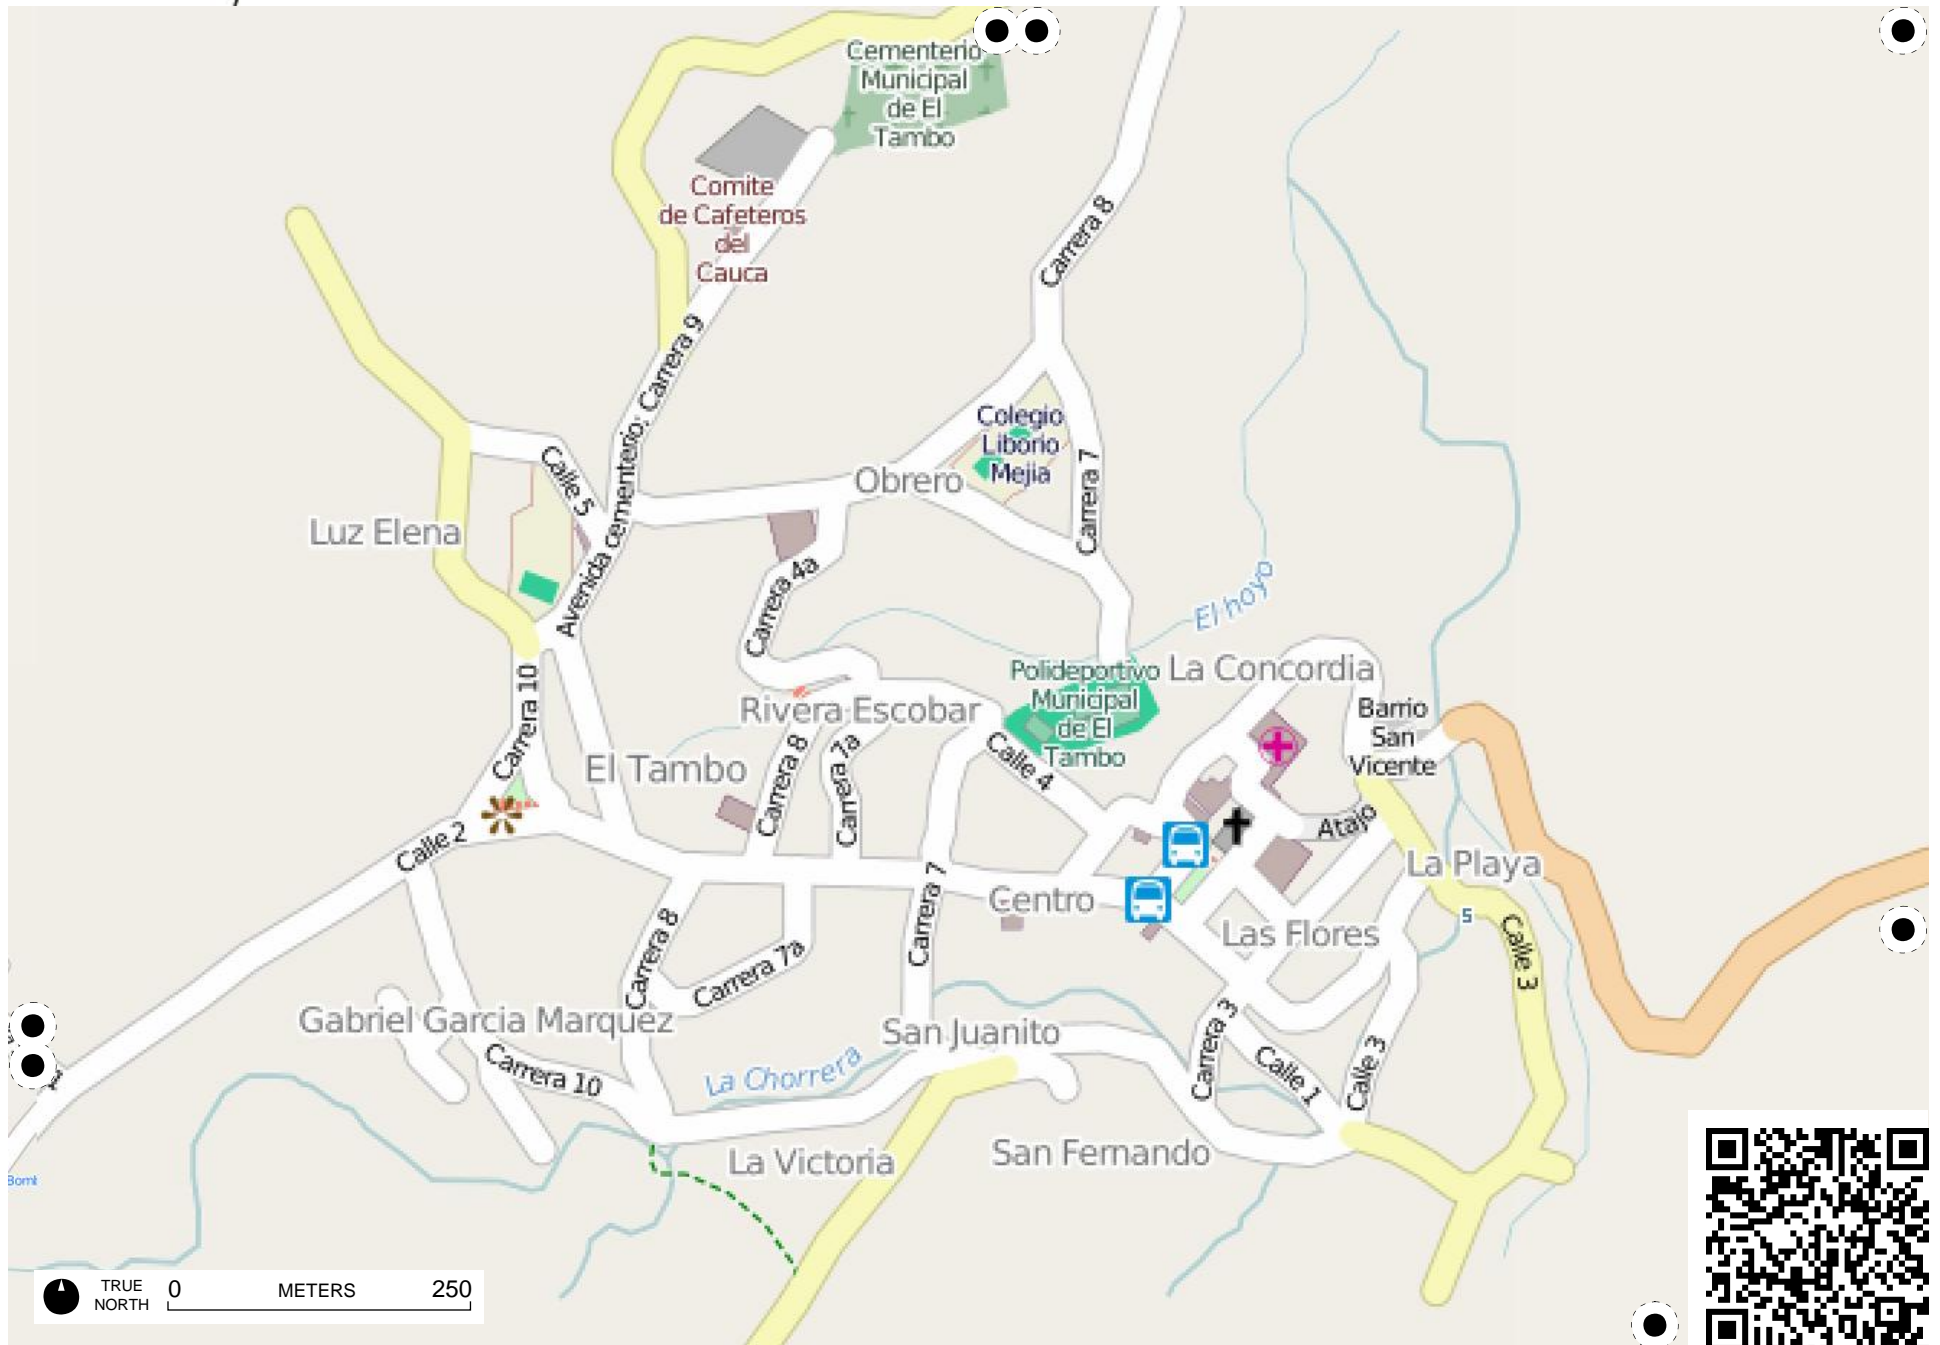 Cementerio
Municipal
de El
Tambo
Comite
de Cafeteros
del
Cauca
Carrera 8
Avenida cementerio; Carrera 9
Colegio
Liborio
Mejia
Calle 5
Obrero
Carrera 7
Luz Elena
Carrera 4a
El hoyo
Polideportivo
Municipal
de El
Tambo
La Concordia
Carrera 10
Rivera Escobar
Barrio
San
Vicente
Calle 4
El Tambo
Carrera 8
Carrera 7a
Atajo
Calle 2
La Playa
Centro
Carrera 7
5
Las Flores
Calle 3
Carrera 8
Carrera 7a
Gabriel Garcia Marquez
San Juanito
Carrera 3
Carrera 10
La Chorrera
Calle 1
Calle 3
La Victoria
San Fernando
TRUE
NORTH
0 METERS 250